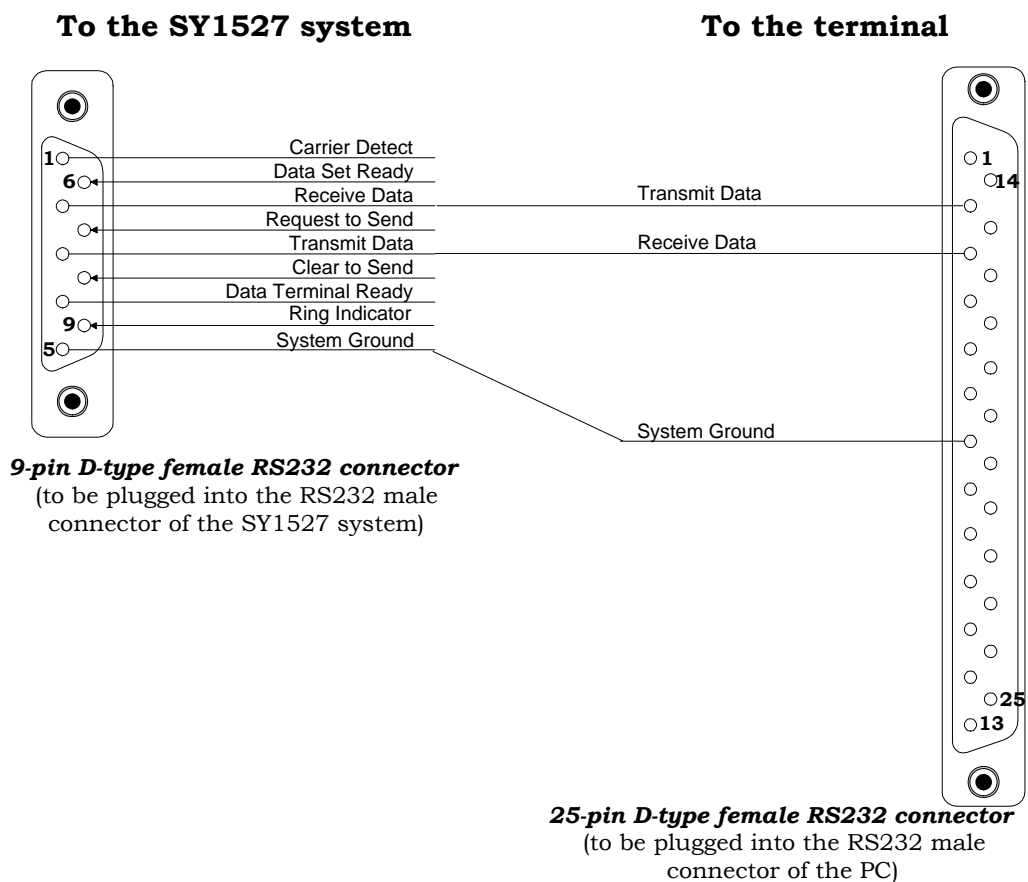 To the SY1527 system
To the terminal
Carrier Detect
1
Data Set Ready
6
Receive Data
Request to Send
Transmit Data
Clear to Send
Data Terminal Ready
Ring Indicator
9
System Ground
5
1
14
Transmit Data
Receive Data
System Ground
25
13
9-pin D-type female RS232 connector
(to be plugged into the RS232 male
connector of the SY1527 system)
25-pin D-type female RS232 connector
(to be plugged into the RS232 male
connector of the PC)